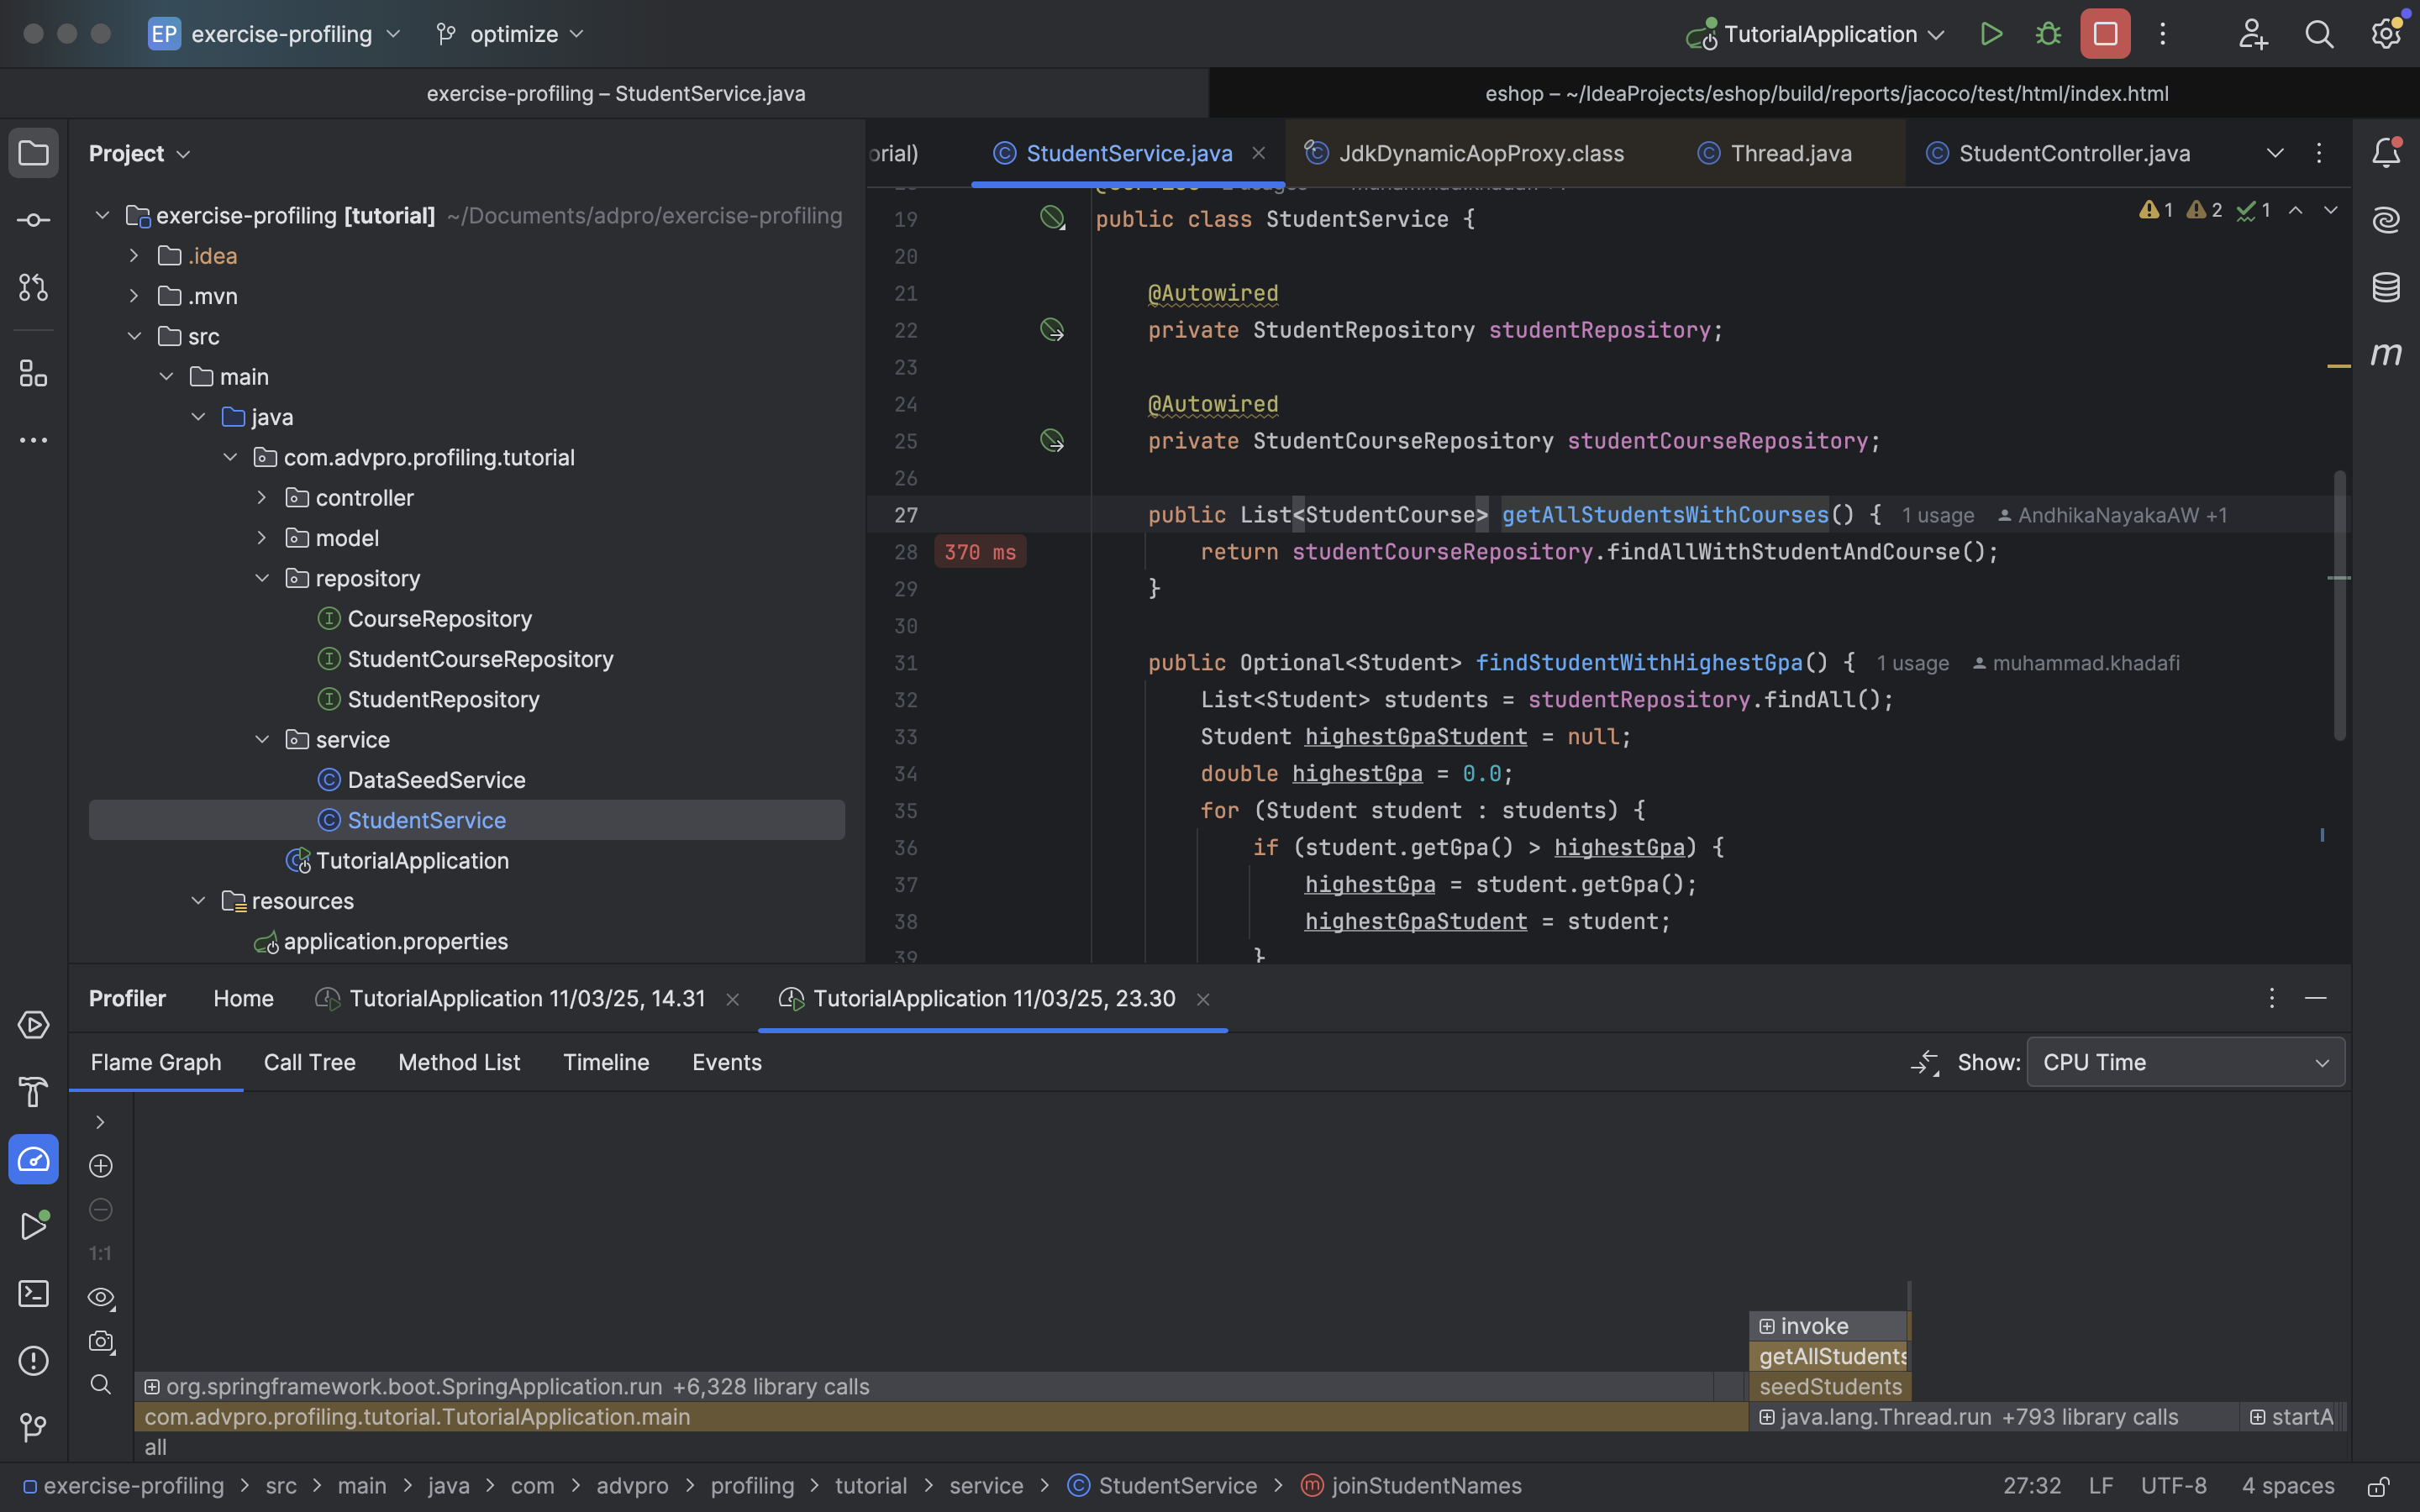 EP exercise-profiling optimize TutorialApplication
exercise-profiling – StudentService.java
eshop – ~/IdeaProjects/eshop/build/reports/jacoco/test/html/index.html
Project
orial) StudentService.java JdkDynamicAopProxy.class Thread.java StudentController.java
exercise-profiling [tutorial] ~/Documents/adpro/exercise-profiling
.idea
.mvn
src
main
java
com.advpro.profiling.tutorial
controller
model
repository
CourseRepository
StudentCourseRepository
StudentRepository
service
DataSeedService
StudentService
TutorialApplication
resources
application.properties
1 2 1
19 public class StudentService {
20
21 @Autowired
22 private StudentRepository studentRepository;
23
24 @Autowired
25 private StudentCourseRepository studentCourseRepository;
26
27 public List<StudentCourse> getAllStudentsWithCourses() { 1 usage AndhikaNayakaAW +1
28 370 ms return studentCourseRepository.findAllWithStudentAndCourse();
29 }
30
31 public Optional<Student> findStudentWithHighestGpa() { 1 usage muhammad.khadafi
32 List<Student> students = studentRepository.findAll();
33 Student highestGpaStudent = null;
34 double highestGpa = 0.0;
35 for (Student student : students) {
36 if (student.getGpa() > highestGpa) {
37 highestGpa = student.getGpa();
38 highestGpaStudent = student;
39 }
Profiler Home TutorialApplication 11/03/25, 14.31 TutorialApplication 11/03/25, 23.30
Flame Graph Call Tree Method List Timeline Events Show: CPU Time
1:1
invoke
getAllStudents
org.springframework.boot.SpringApplication.run +6,328 library calls seedStudents
com.advpro.profiling.tutorial.TutorialApplication.main java.lang.Thread.run +793 library calls startA
all
exercise-profiling > src > main > java > com > advpro > profiling > tutorial > service > StudentService > joinStudentNames 27:32 LF UTF-8 4 spaces